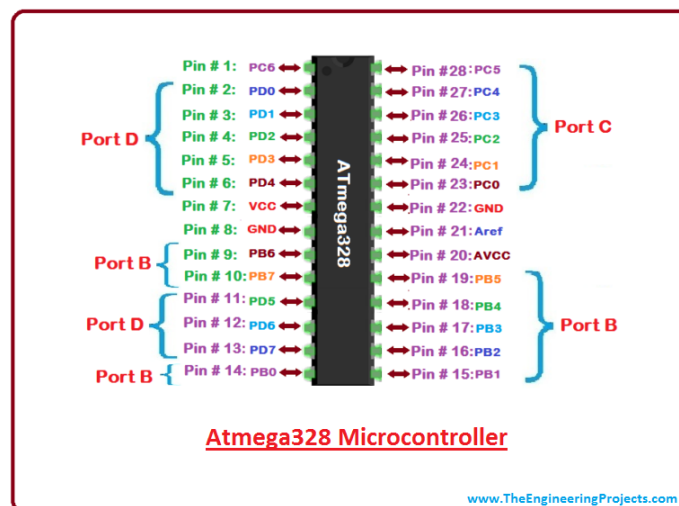 Pin # 1: PC6
Pin # 2: PD0
Pin # 3: PD1
Pin # 4: PD2
Pin # 5: PD3
Pin # 6: PD4
Port D
Pin # 7: VCC
Pin # 8: GND
Pin # 9: PB6
Pin # 10: PB7
Port B
Pin # 11: PD5
Pin # 12: PD6
Pin # 13: PD7
Port D
Pin # 14: PB0
Port B
ATmega328
Pin #28: PC5
Pin #27: PC4
Pin # 26: PC3
Pin # 25: PC2
Pin # 24: PC1
Pin # 23: PC0
Port C
Pin # 22: GND
Pin # 21: Aref
Pin # 20: AVCC
Pin # 19: PB5
Pin # 18: PB4
Pin # 17: PB3
Pin # 16: PB2
Pin # 15: PB1
Port B
Atmega328 Microcontroller
www.TheEngineeringProjects.com